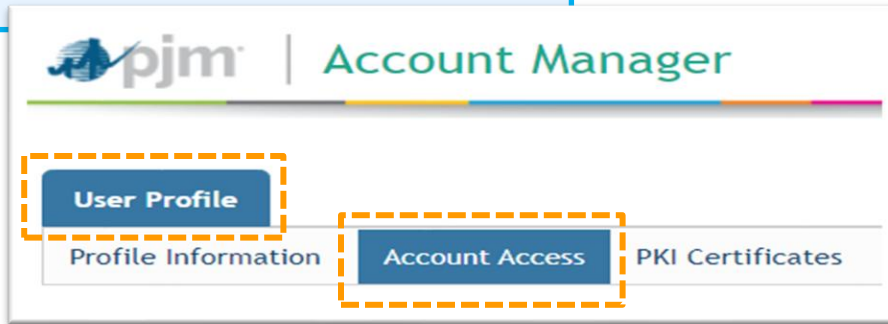 pjm | Account Manager
User Profile
Profile Information Account Access PKI Certificates